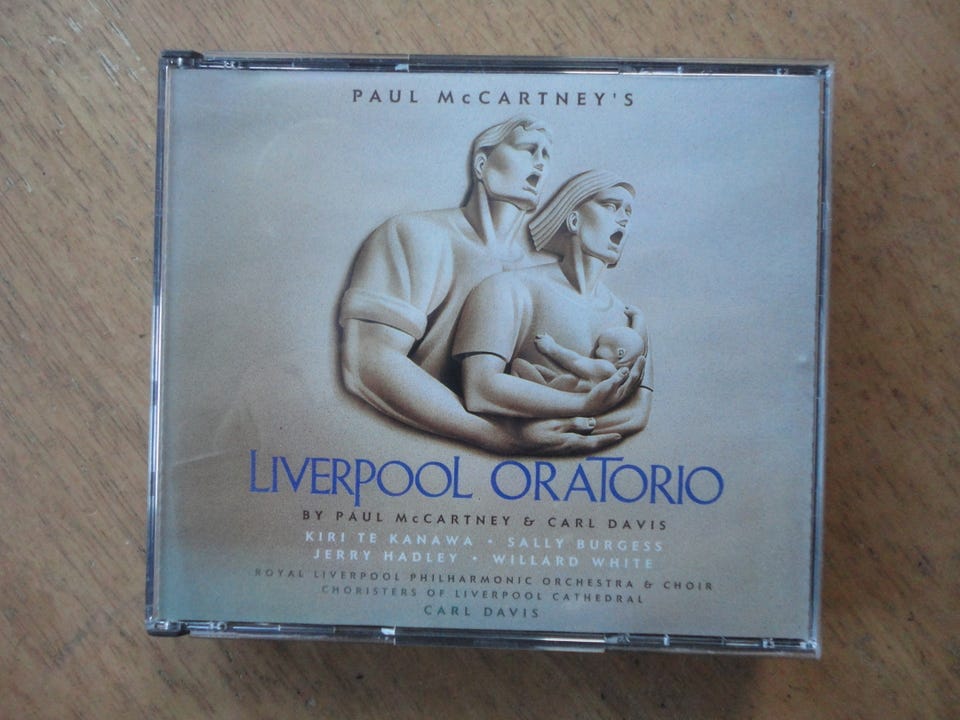 PAUL McCARTNEY'S
LIVERPOOL ORATORIO
BY PAUL McCARTNEY & CARL DAVIS
KIRI TE KANAWA • SALLY BURGESS
JERRY HADLEY • WILLARD WHITE
ROYAL LIVERPOOL PHILHARMONIC ORCHESTRA & CHOIR
CHORISTERS OF LIVERPOOL CATHEDRAL
CARL DAVIS